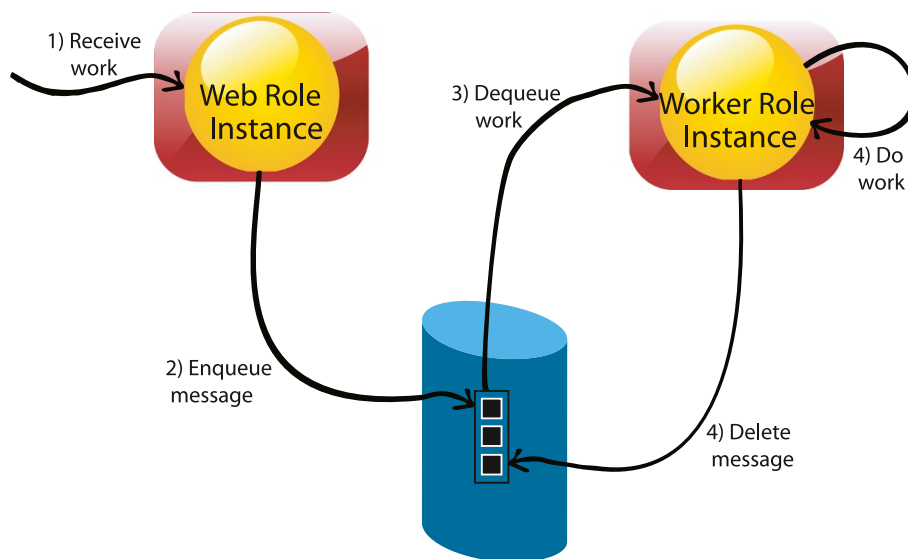 1) Receive
work
Web Role
Instance
2) Enqueue
message
3) Dequeue
work
Worker Role
Instance
4) Do
work
4) Delete
message